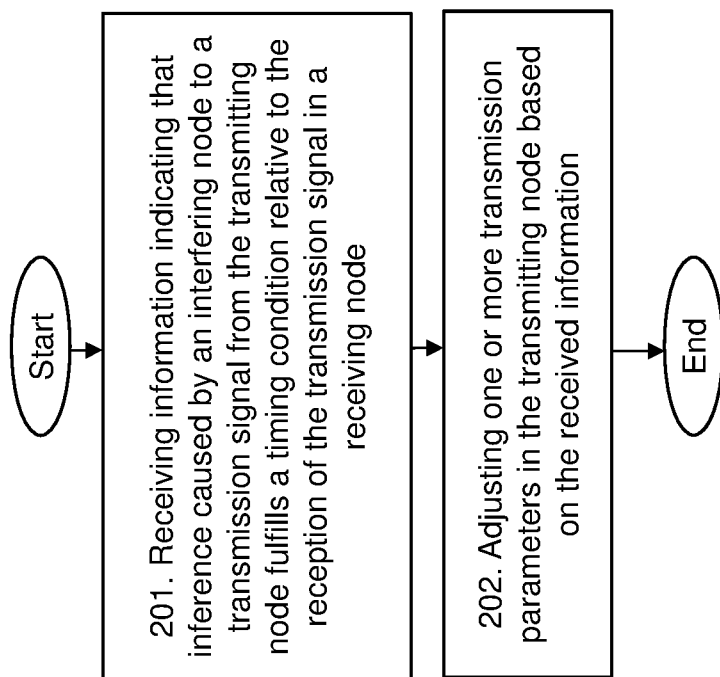 Start
201. Receiving information indicating that
inference caused by an interfering node to a
transmission signal from the transmitting
node fulfills a timing condition relative to the
reception of the transmission signal in a
receiving node
202. Adjusting one or more transmission
parameters in the transmitting node based
on the received information
End